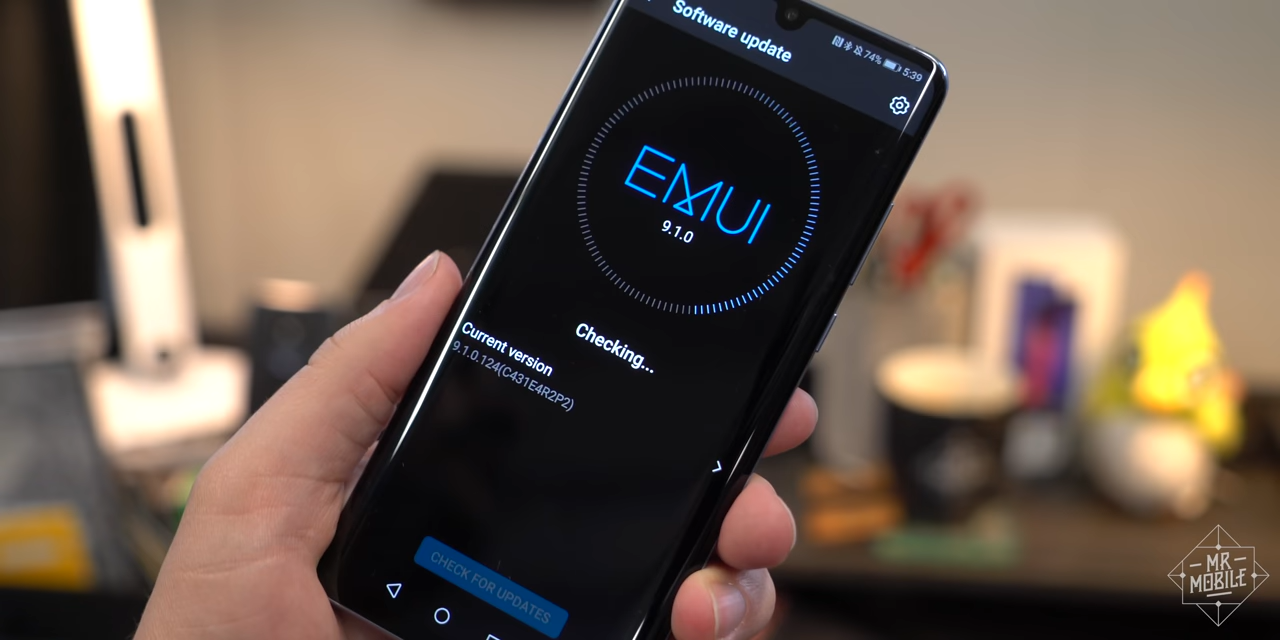 Software update
74% 5:39
EMUI
9.1.0
Checking...
Current version
9.1.0.124(C431E4R2P2)
CHECK FOR UPDATES
MR
MOBILE